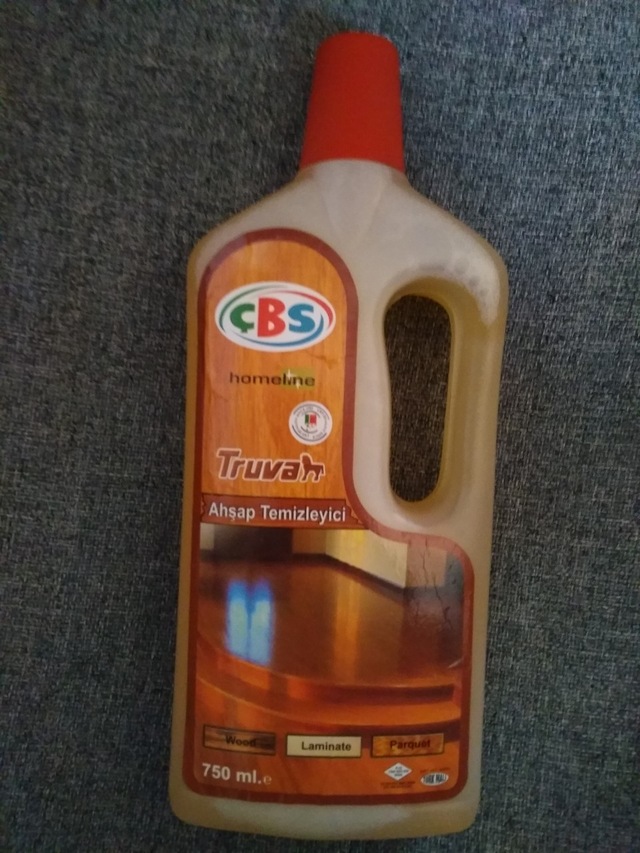 ÇBS
homeline
Truva
Ahşap Temizleyici
Wood
Laminate
Parquet
750 ml.e